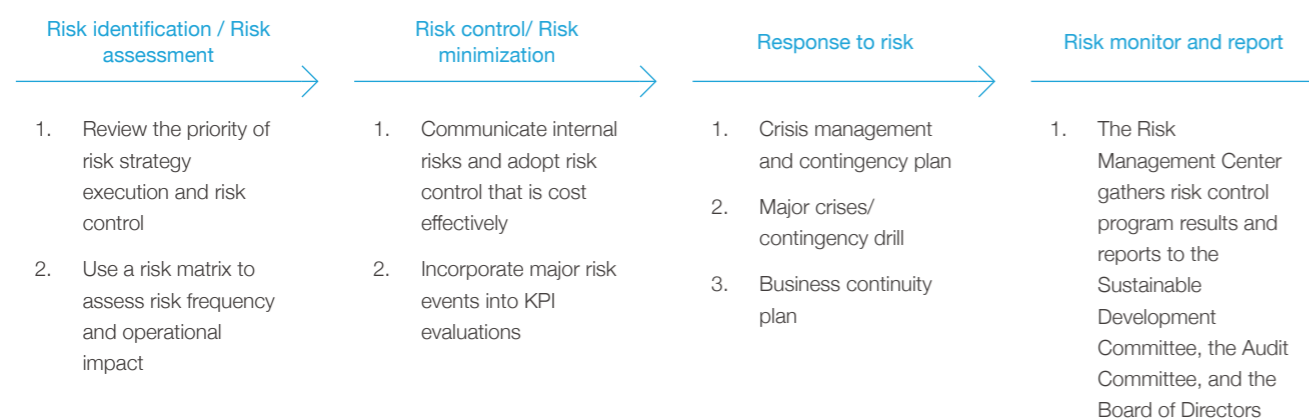 Risk identification / Risk
assessment
1. Review the priority of
risk strategy
execution and risk
control
2. Use a risk matrix to
assess risk frequency
and operational
impact
Risk control/ Risk
minimization
1. Communicate internal
risks and adopt risk
control that is cost
effectively
2. Incorporate major risk
events into KPI
evaluations
Response to risk
1. Crisis management
and contingency plan
2. Major crises/
contingency drill
3. Business continuity
plan
Risk monitor and report
1. The Risk
Management Center
gathers risk control
program results and
reports to the
Sustainable
Development
Committee, the Audit
Committee, and the
Board of Directors